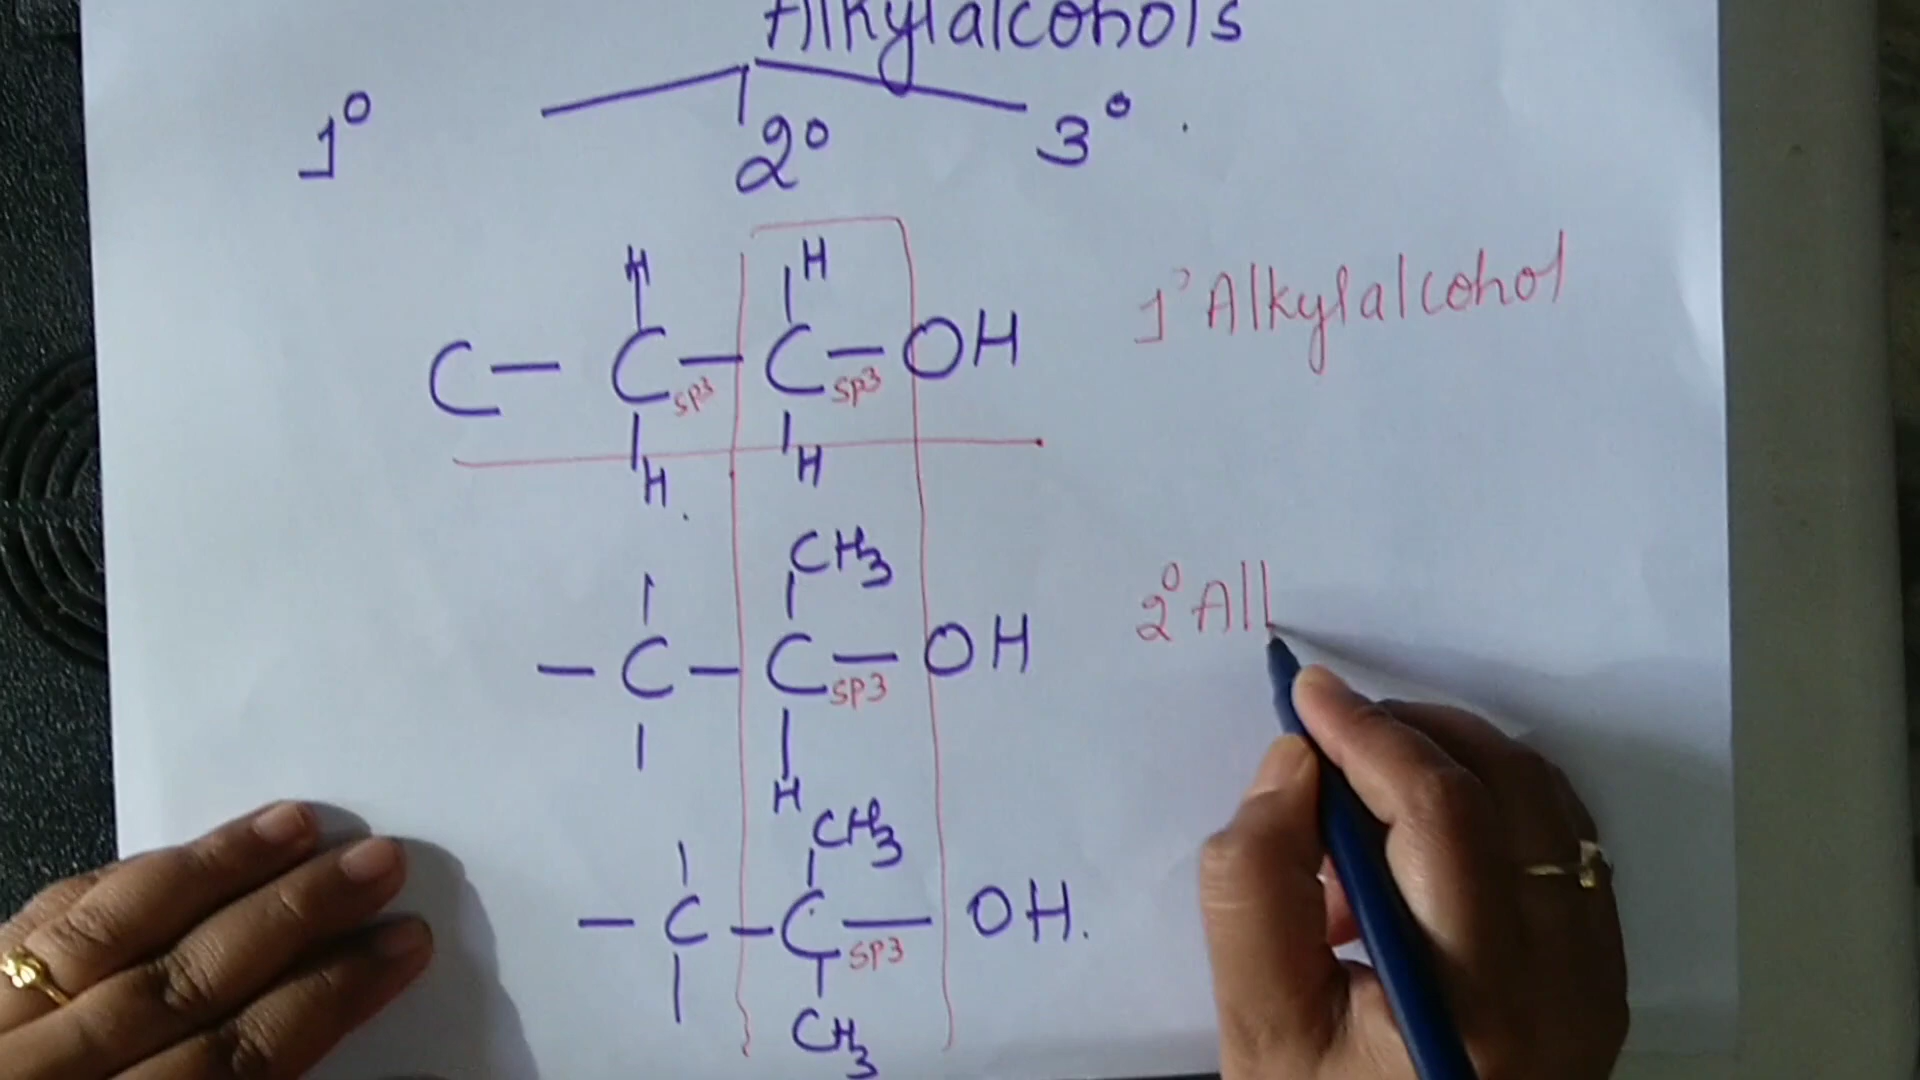 Alkylalcohols
1° 2° 3°
H H
C — C — C — OH 1° Alkylalcohol
sp3 sp3
H H
CH3
— C — C — OH 2° All
sp3
H
CH3
— C — C — OH.
sp3
CH3